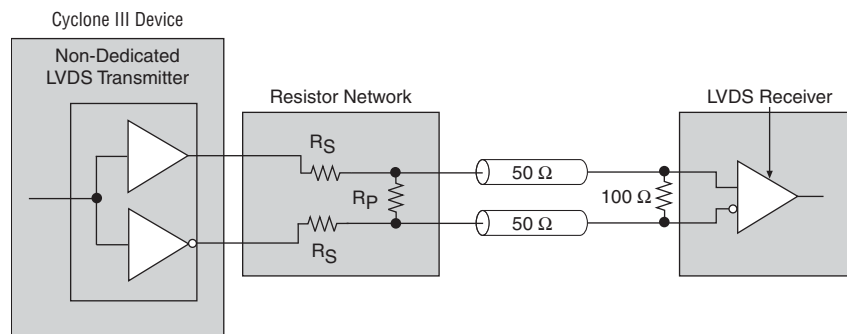 Cyclone III Device
Non-Dedicated
LVDS Transmitter
Resistor Network
LVDS Receiver
RS
50 Ω
RP
100 Ω
50 Ω
RS